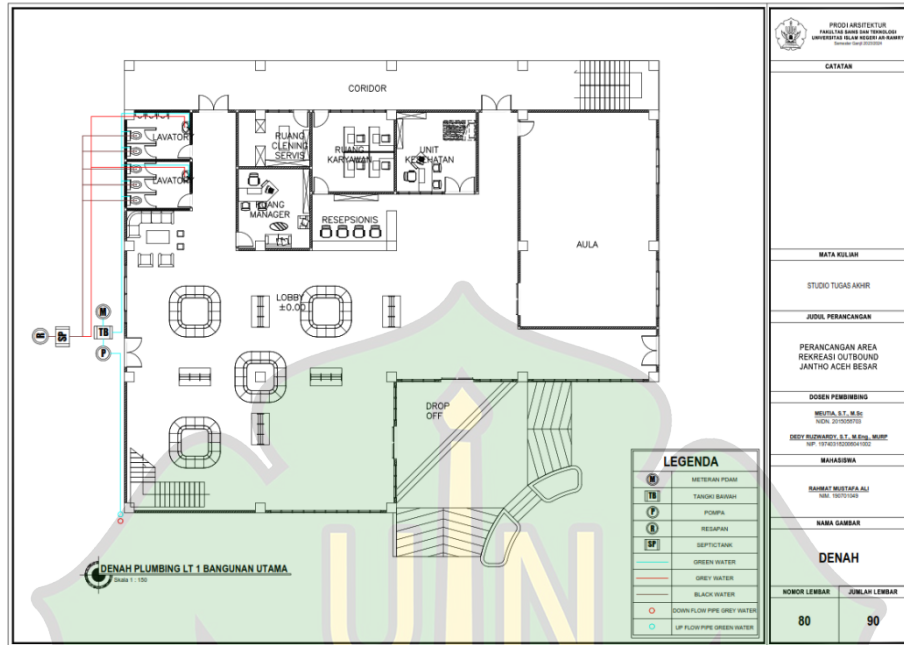 CORIDOR
LAVATORY
RUANG
CLENING
SERVIS
RUANG
KARYAWAN
UNIT
KESEHATAN
LAVATORY
RUANG
MANAGER
RESEPSIONIS
AULA
LOBBY
±0.00
M
R
SP
TB
P
DROP
OFF
DENAH PLUMBING LT 1 BANGUNAN UTAMA
Skala 1 : 150
LEGENDA
M METERAN PDAM
TB TANGKI BAWAH
P POMPA
R RESAPAN
SP SEPTICTANK
GREEN WATER
GREY WATER
BLACK WATER
DOWN FLOW PIPE GREY WATER
UP FLOW PIPE GREEN WATER
PRODI ARSITEKTUR
FAKULTAS SAINS DAN TEKNOLOGI
UNIVERSITAS ISLAM NEGERI AR-RANIRY
CATATAN
MATA KULIAH
STUDIO TUGAS AKHIR
JUDUL PERANCANGAN
PERANCANGAN AREA
REKREASI OUTBOUND
JANTHO ACEH BESAR
DOSEN PEMBIMBING
MEUTIA, S.T., M.Sc
DEDY RUZWARDY, S.T., M.Eng., MURP
MAHASISWA
RAHMAT MUSTAFA ALI
NAMA GAMBAR
DENAH
NOMOR LEMBAR JUMLAH LEMBAR
80 90
UIN